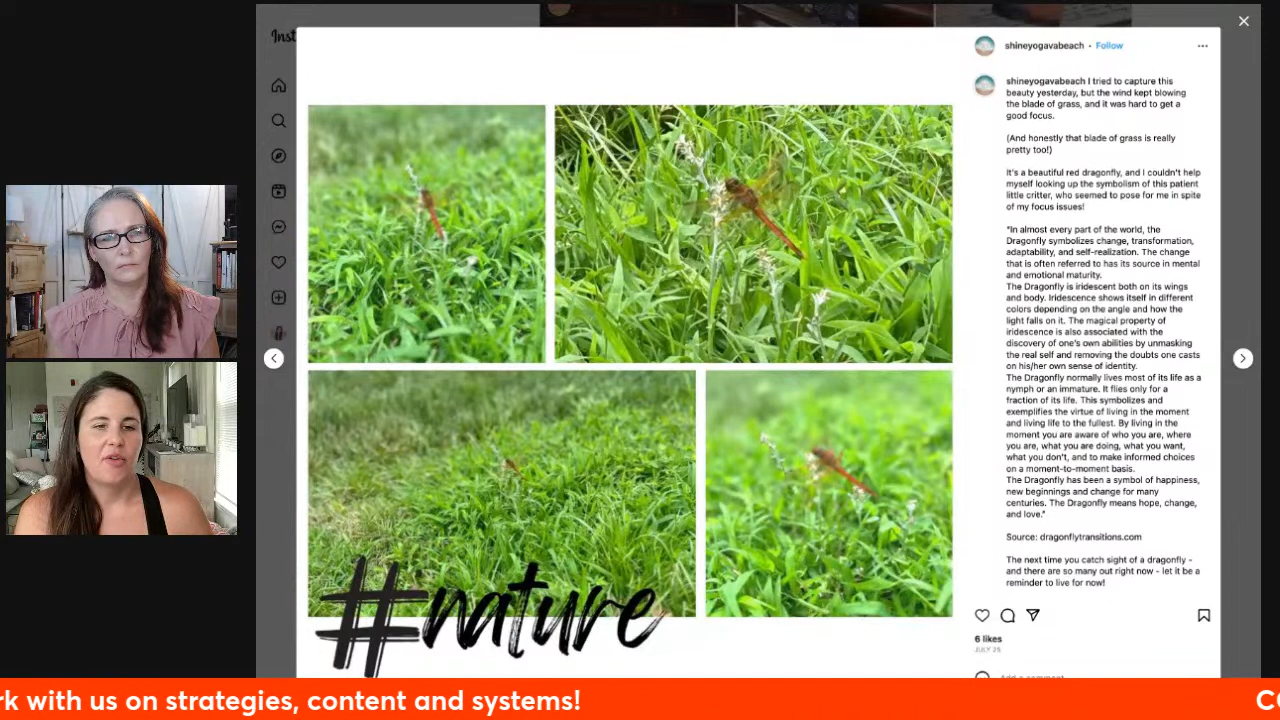 Inst
shineyogavabeach • Follow
shineyogavabeach I tried to capture this
beauty yesterday, but the wind kept blowing
the blade of grass, and it was hard to get a
good focus.
(And honestly that blade of grass is really
pretty too!)
It's a beautiful red dragonfly, and I couldn't help
myself looking up the symbolism of this patient
little critter, who seemed to pose for me in spite
of my focus issues!
"In almost every part of the world, the
Dragonfly symbolizes change, transformation,
adaptability, and self-realization. The change
that is often referred to has its source in mental
and emotional maturity.
The Dragonfly is iridescent both on its wings
and body. Iridescence shows itself in different
colors depending on the angle and how the
light falls on it. The magical property of
iridescence is also associated with the
discovery of one's own abilities by unmasking
the real self and removing the doubts one casts
on his/her own sense of identity.
The Dragonfly normally lives most of its life as a
nymph or an immature. It flies only for a
fraction of its life. This symbolizes and
exemplifies the virtue of living in the moment
and living life to the fullest. By living in the
moment you are aware of who you are, where
you are, what you are doing, what you want,
what you don't, and to make informed choices
on a moment-to-moment basis.
The Dragonfly has been a symbol of happiness,
new beginnings and change for many
centuries. The Dragonfly means hope, change,
and love."
Source: dragonflytransitions.com
The next time you catch sight of a dragonfly -
and there are so many out right now - let it be a
reminder to live for now!
6 likes
JULY 25
Add a comment
#nature
rk with us on strategies, content and systems!